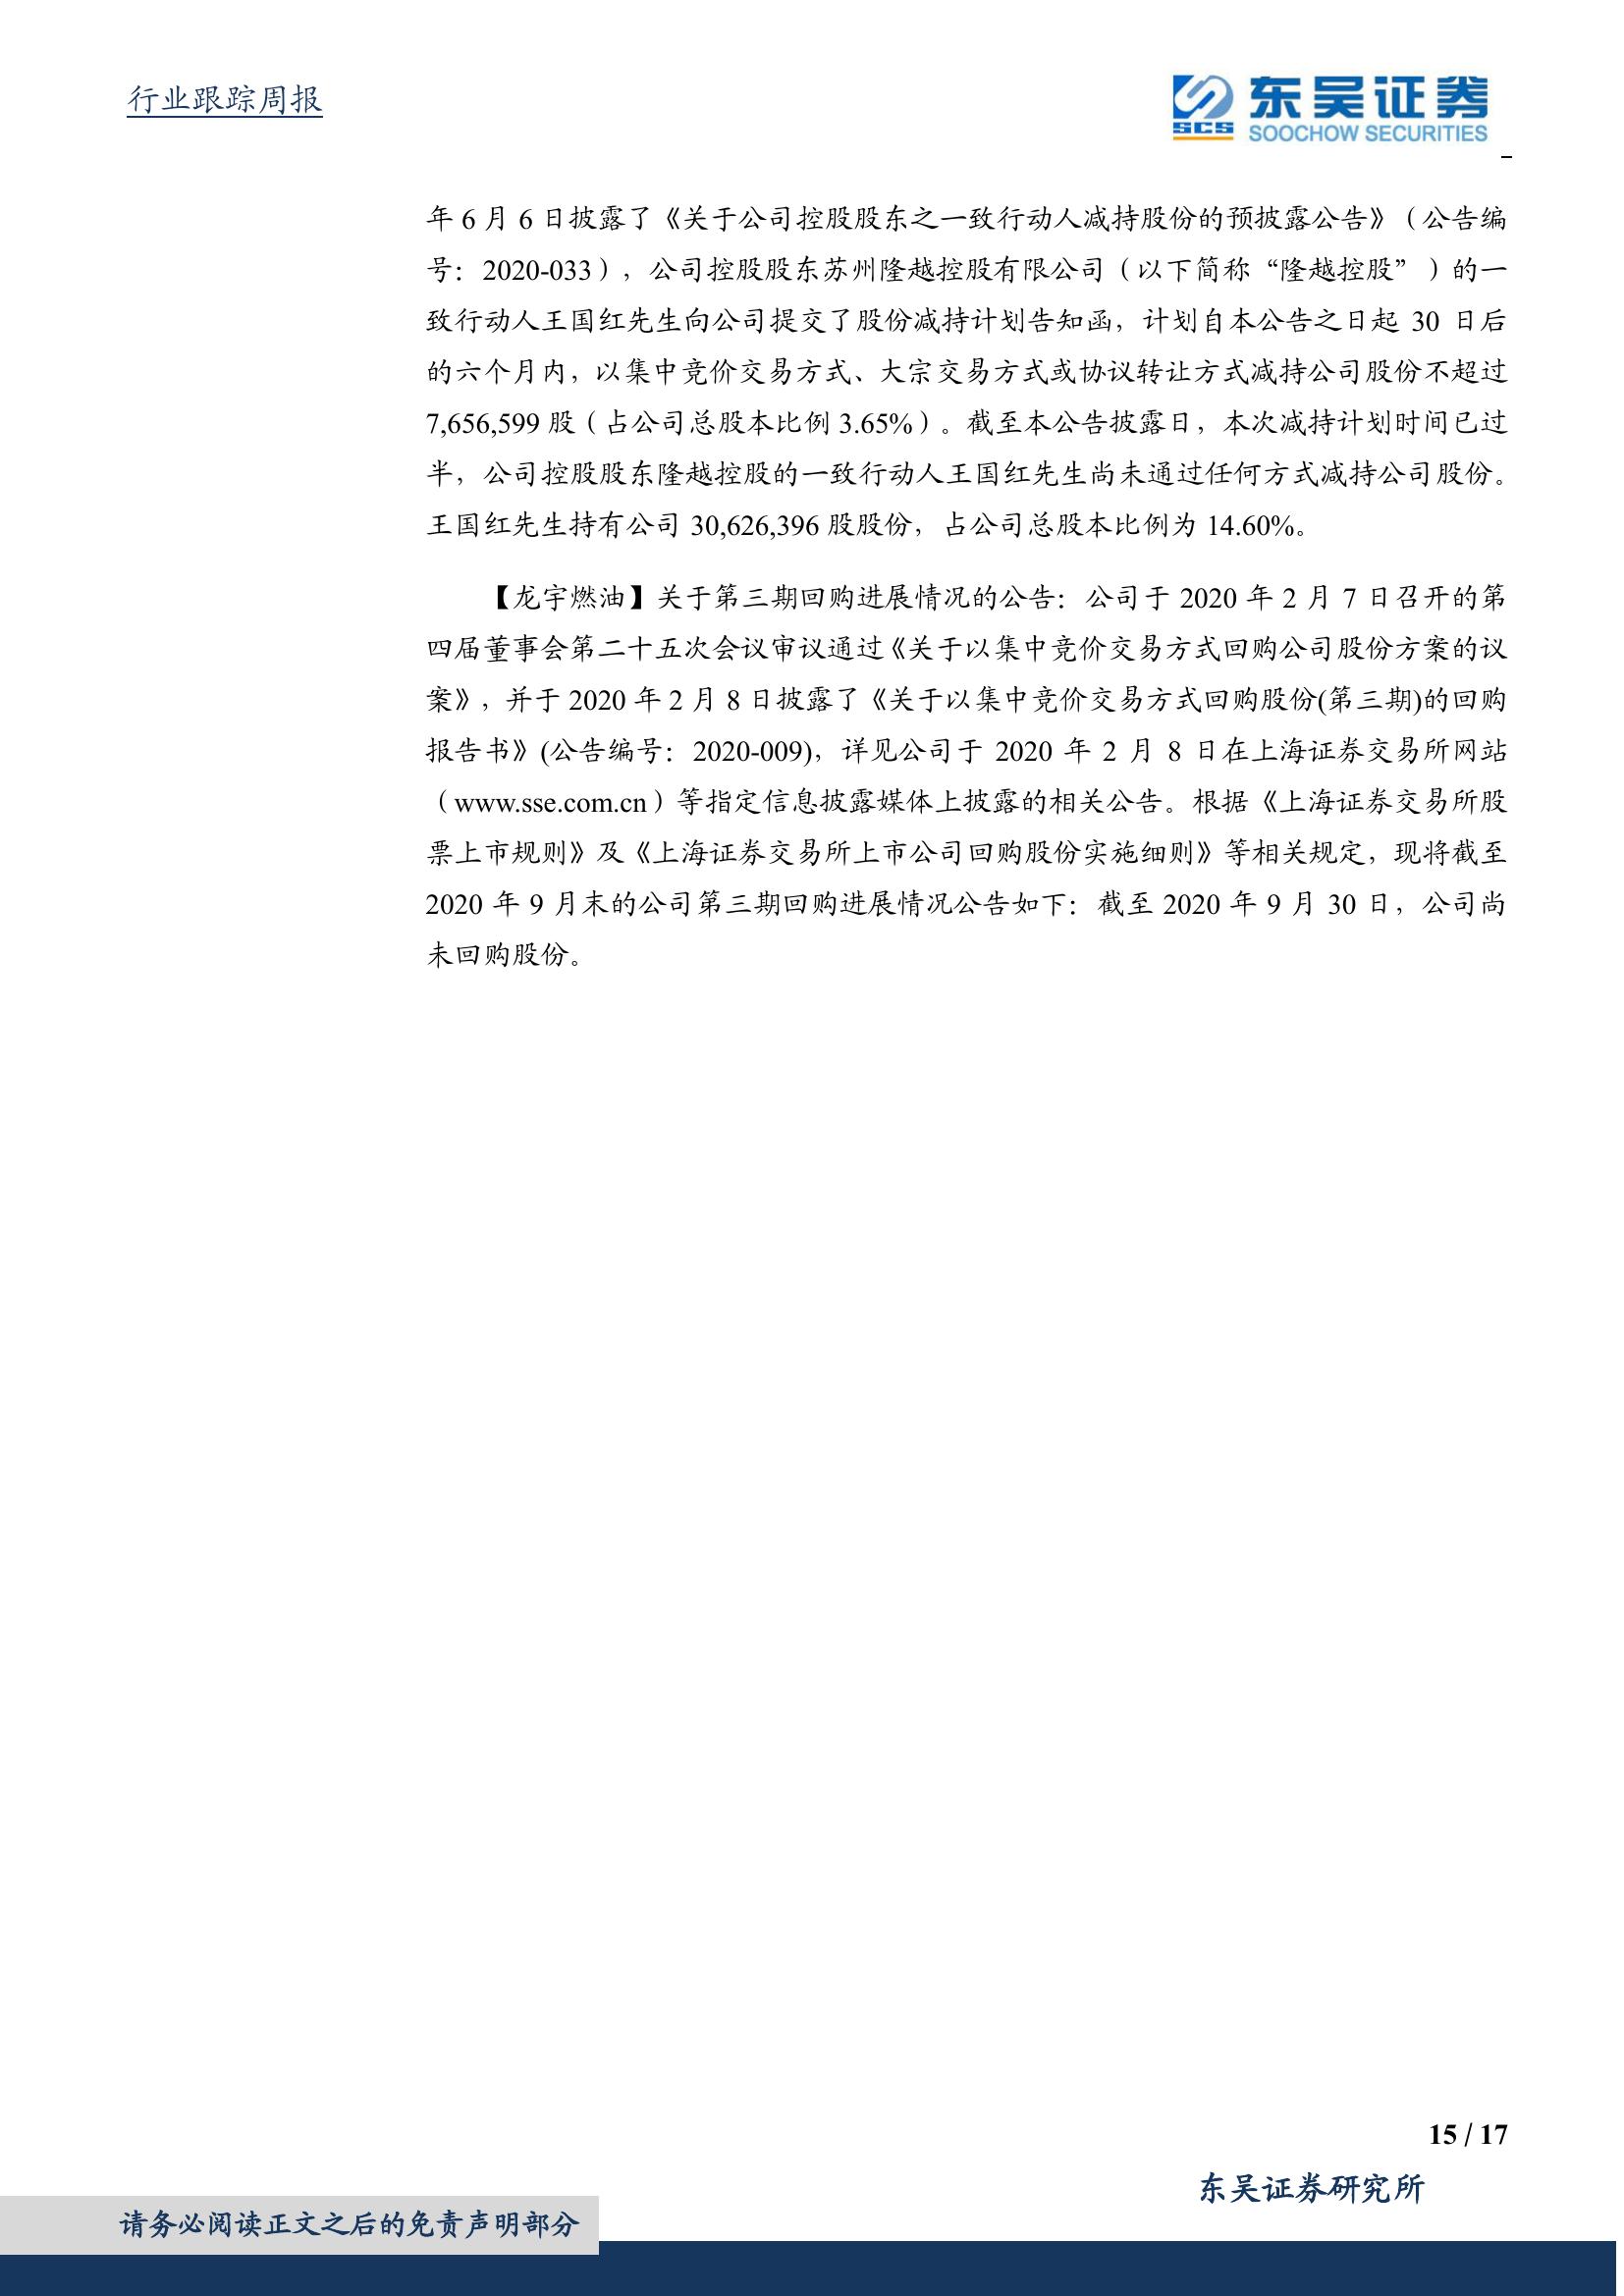 行业跟踪周报
SCS
东吴证券
SOOCHOW SECURITIES
年 6 月 6 日披露了《关于公司控股股东之一致行动人减持股份的预披露公告》（公告编
号：2020-033），公司控股股东苏州隆越控股有限公司（以下简称“隆越控股”）的一
致行动人王国红先生向公司提交了股份减持计划告知函，计划自本公告之日起 30 日后
的六个月内，以集中竞价交易方式、大宗交易方式或协议转让方式减持公司股份不超过
7,656,599 股（占公司总股本比例 3.65%）。截至本公告披露日，本次减持计划时间已过
半，公司控股股东隆越控股的一致行动人王国红先生尚未通过任何方式减持公司股份。
王国红先生持有公司 30,626,396 股股份，占公司总股本比例为 14.60%。
【龙宇燃油】关于第三期回购进展情况的公告：公司于 2020 年 2 月 7 日召开的第
四届董事会第二十五次会议审议通过《关于以集中竞价交易方式回购公司股份方案的议
案》，并于 2020 年 2 月 8 日披露了《关于以集中竞价交易方式回购股份(第三期)的回购
报告书》(公告编号：2020-009)，详见公司于 2020 年 2 月 8 日在上海证券交易所网站
（www.sse.com.cn）等指定信息披露媒体上披露的相关公告。根据《上海证券交易所股
票上市规则》及《上海证券交易所上市公司回购股份实施细则》等相关规定，现将截至
2020 年 9 月末的公司第三期回购进展情况公告如下：截至 2020 年 9 月 30 日，公司尚
未回购股份。
15 / 17
东吴证券研究所
请务必阅读正文之后的免责声明部分